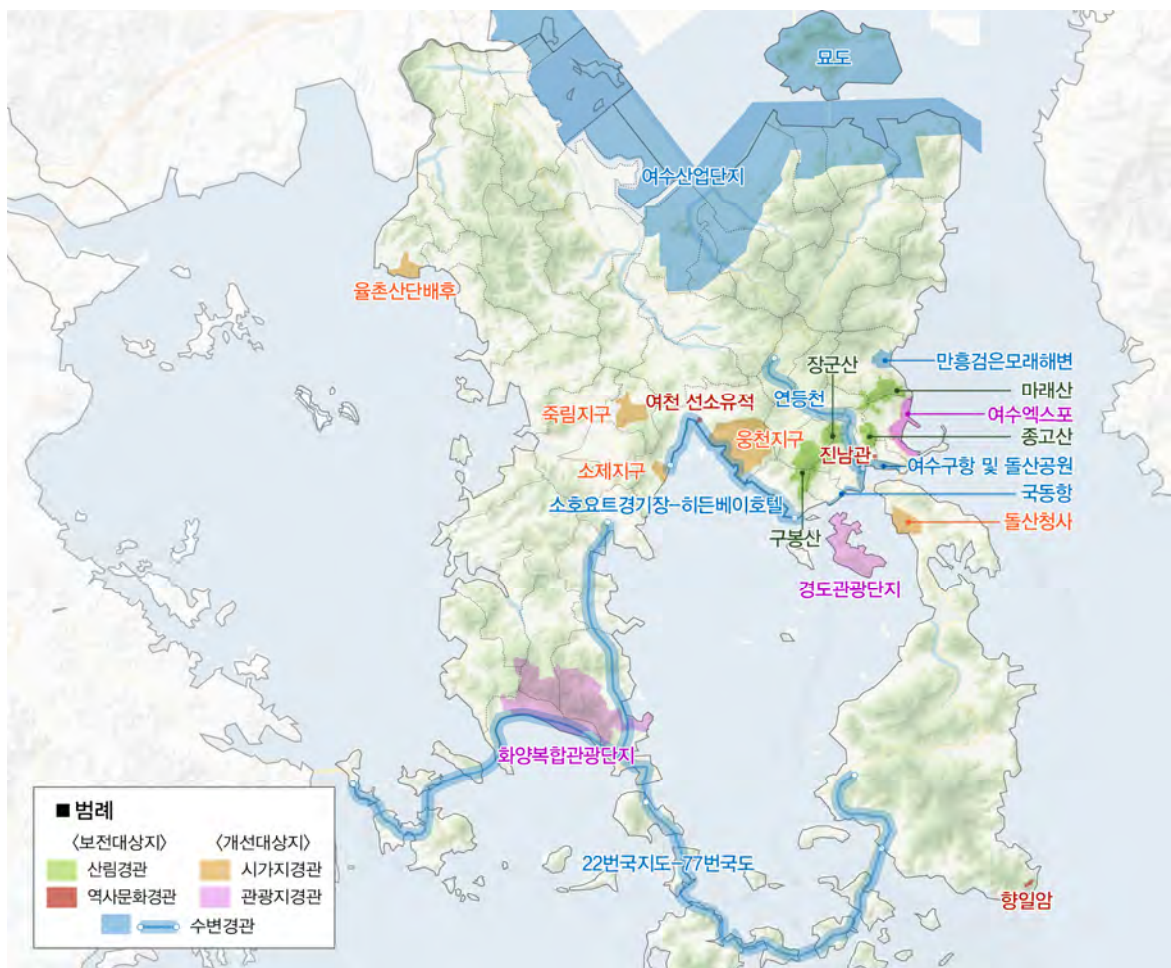 묘도
여수산업단지
율촌산단배후
만흥검은모래해변
장군산
마래산
연등천
여천 선소유적
여수엑스포
죽림지구
웅천지구
종고산
진남관
소제지구
여수구항 및 돌산공원
국동항
소호요트경기장-히든베이호텔
돌산청사
구봉산
경도관광단지
화양복합관광단지
22번국지도-77번국도
향일암
■ 범례
<보전대상지> <개선대상지>
산림경관 시가지경관
역사문화경관 관광지경관
수변경관